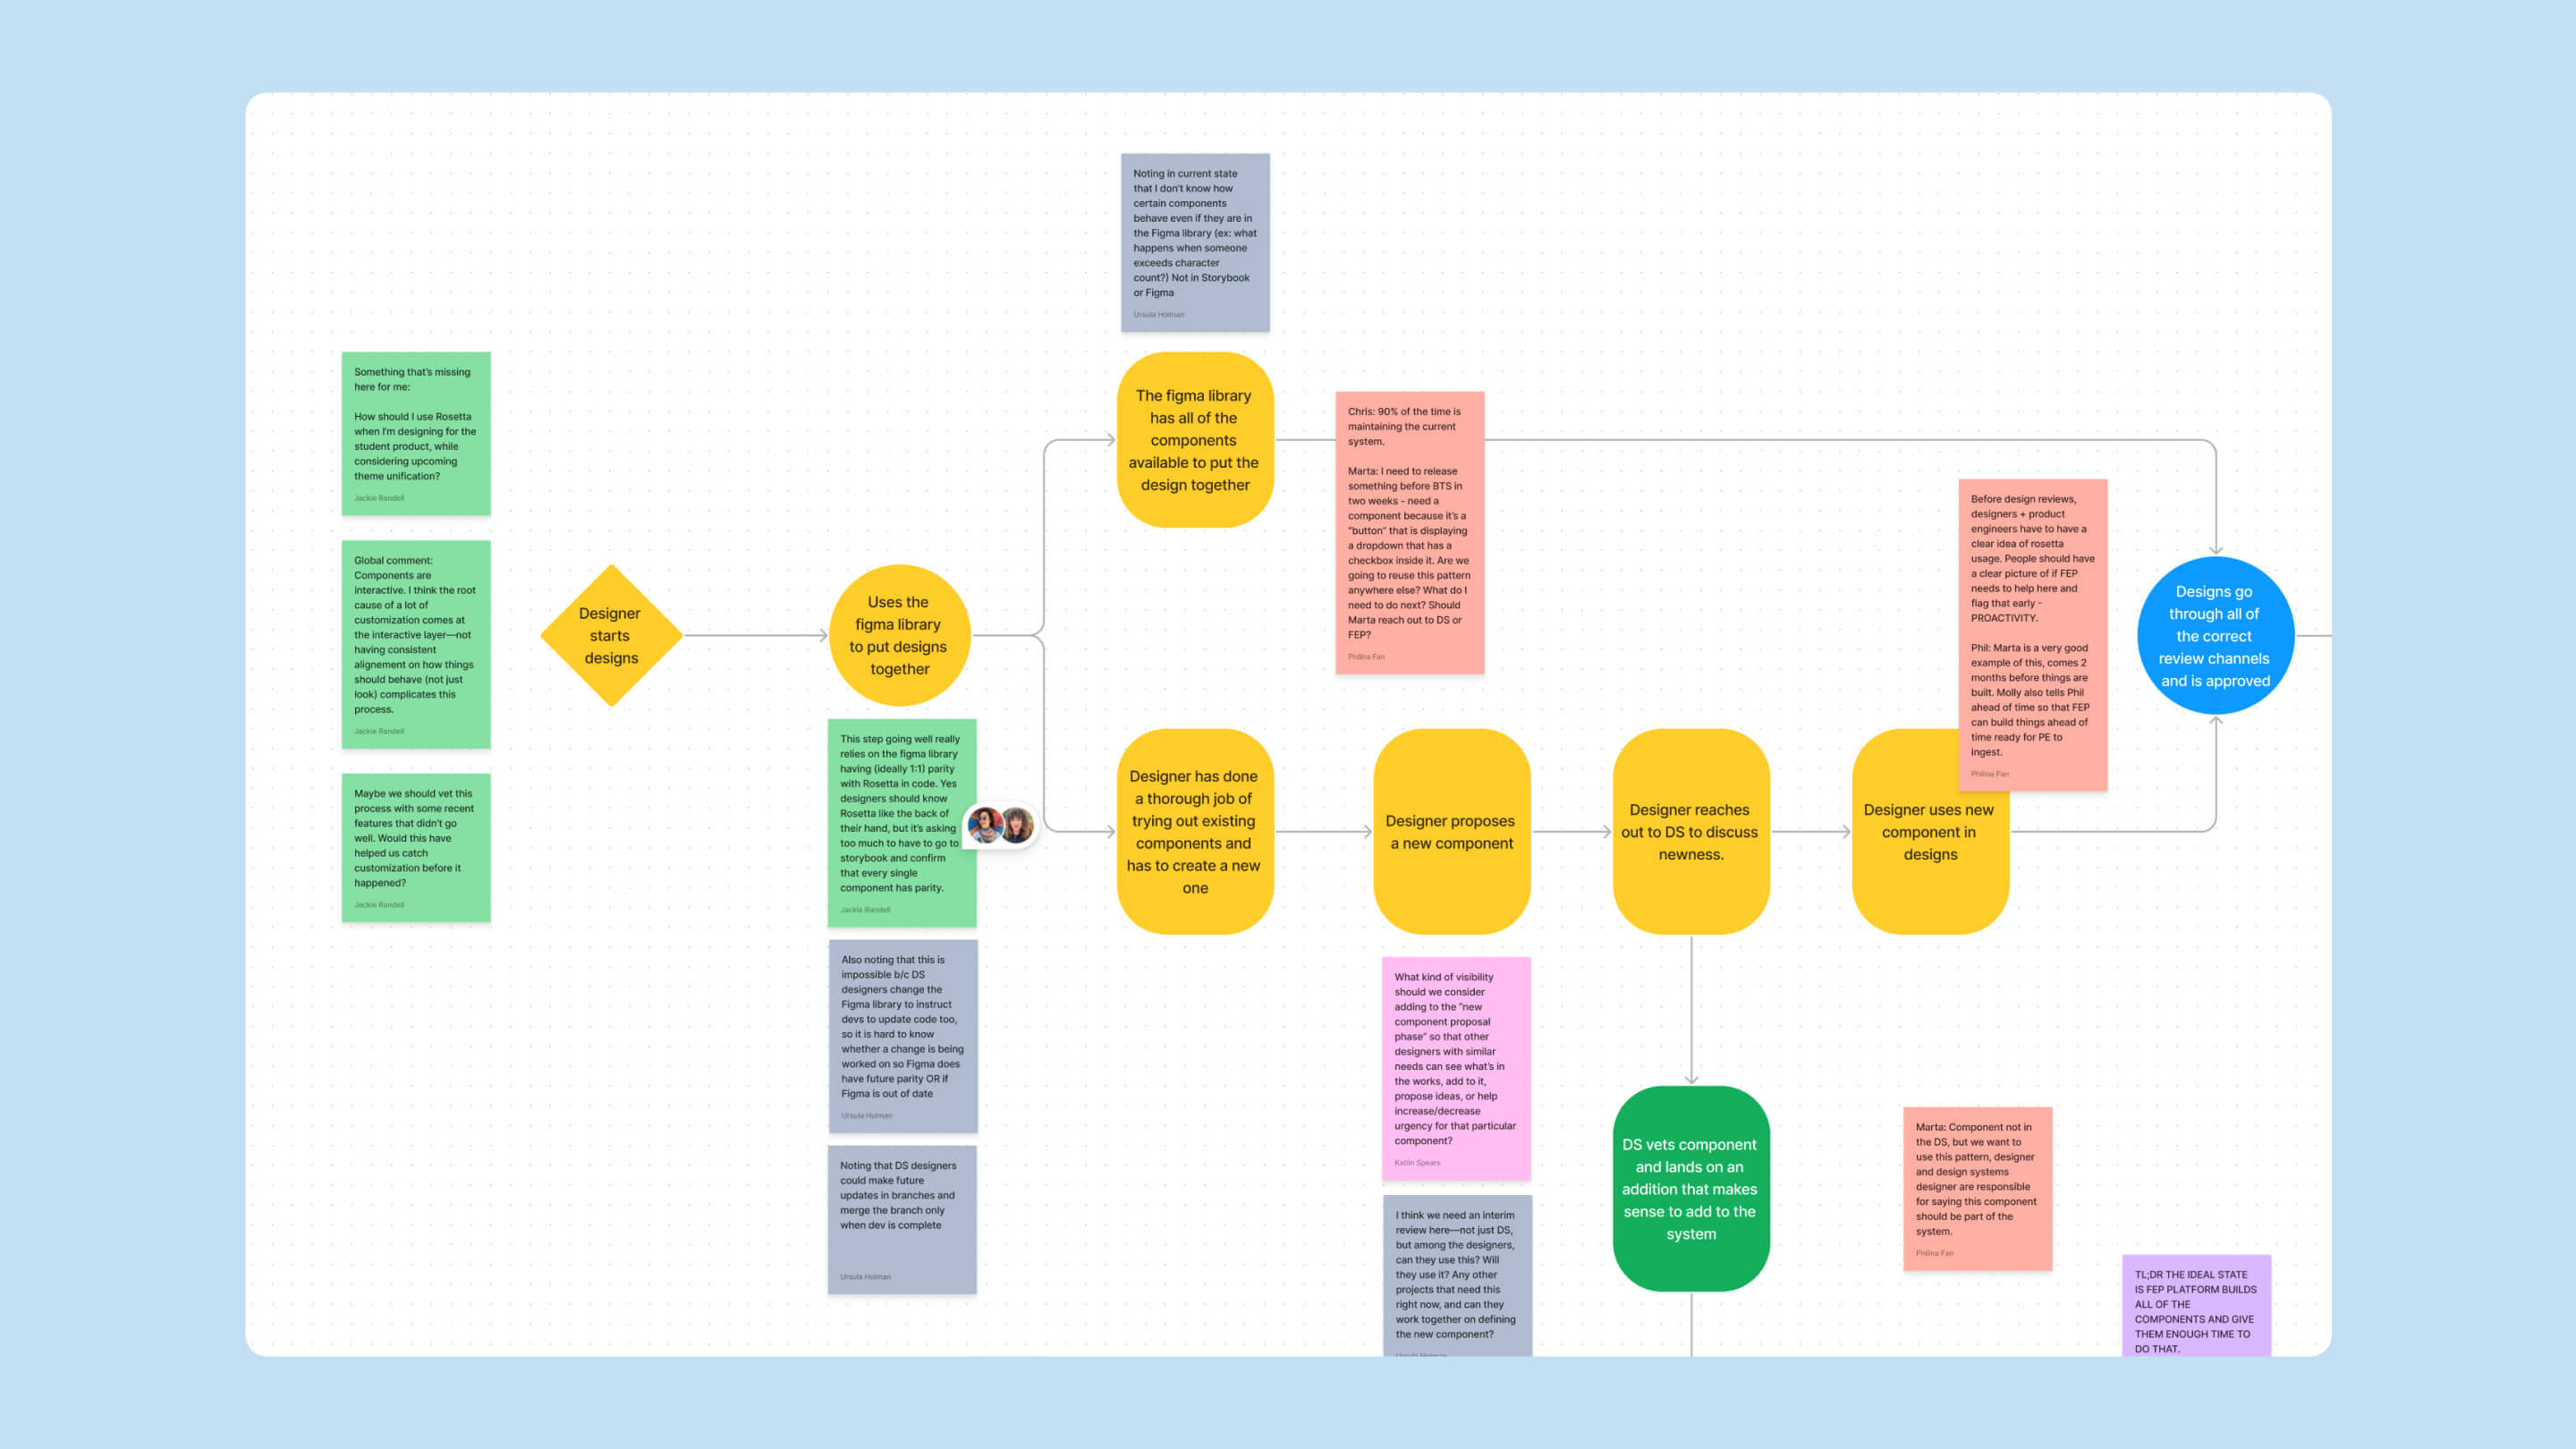 Noting in current state
that I don't know how
certain components
behave even if they are in
the Figma library (ex: what
happens when someone
exceeds character
count?) Not in Storybook
or Figma
Ursula Holman
Something that's missing
here for me:
How should I use Rosetta
when I'm designing for the
student product, while
considering upcoming
theme unification?
Jackie Randell
Global comment:
Components are
interactive. I think the root
cause of a lot of
customization comes at
the interactive layer—not
having consistent
alignement on how things
should behave (not just
look) complicates this
process.
Jackie Randell
Maybe we should vet this
process with some recent
features that didn't go
well. Would this have
helped us catch
customization before it
happened?
Jackie Randell
Designer
starts
designs
Uses the
figma library
to put designs
together
This step going well really
relies on the figma library
having (ideally 1:1) parity
with Rosetta in code. Yes
designers should know
Rosetta like the back of
their hand, but it's asking
too much to have to go to
storybook and confirm
that every single
component has parity.
Jackie Randell
Also noting that this is
impossible b/c DS
designers change the
Figma library to instruct
devs to update code too,
so it is hard to know
whether a change is being
worked on so Figma does
have future parity OR if
Figma is out of date
Ursula Holman
Noting that DS designers
could make future
updates in branches and
merge the branch only
when dev is complete
Ursula Holman
The figma library
has all of the
components
available to put the
design together
Chris: 90% of the time is
maintaining the current
system.
Marta: I need to release
something before BTS in
two weeks - need a
component because it's a
"button" that is displaying
a dropdown that has a
checkbox inside it. Are we
going to reuse this pattern
anywhere else? What do I
need to do next? Should
Marta reach out to DS or
FEP?
Philina Fan
Designer has done
a thorough job of
trying out existing
components and
has to create a new
one
Designer proposes
a new component
Designer reaches
out to DS to discuss
newness.
Designer uses new
component in
designs
Before design reviews,
designers + product
engineers have to have a
clear idea of rosetta
usage. People should have
a clear picture of if FEP
needs to help here and
flag that early -
PROACTIVITY.
Phil: Marta is a very good
example of this, comes 2
months before things are
built. Molly also tells Phil
ahead of time so that FEP
can build things ahead of
time ready for PE to
ingest.
Philina Fan
Designs go
through all of
the correct
review channels
and is approved
What kind of visibility
should we consider
adding to the "new
component proposal
phase" so that other
designers with similar
needs can see what's in
the works, add to it,
propose ideas, or help
increase/decrease
urgency for that particular
component?
Katlin Spears
I think we need an interim
review here—not just DS,
but among the designers,
can they use this? Will
they use it? Any other
projects that need this
right now, and can they
work together on defining
the new component?
DS vets component
and lands on an
addition that makes
sense to add to the
system
Marta: Component not in
the DS, but we want to
use this pattern, designer
and design systems
designer are responsible
for saying this component
should be part of the
system.
Philina Fan
TL;DR THE IDEAL STATE
IS FEP PLATFORM BUILDS
ALL OF THE
COMPONENTS AND GIVE
THEM ENOUGH TIME TO
DO THAT.